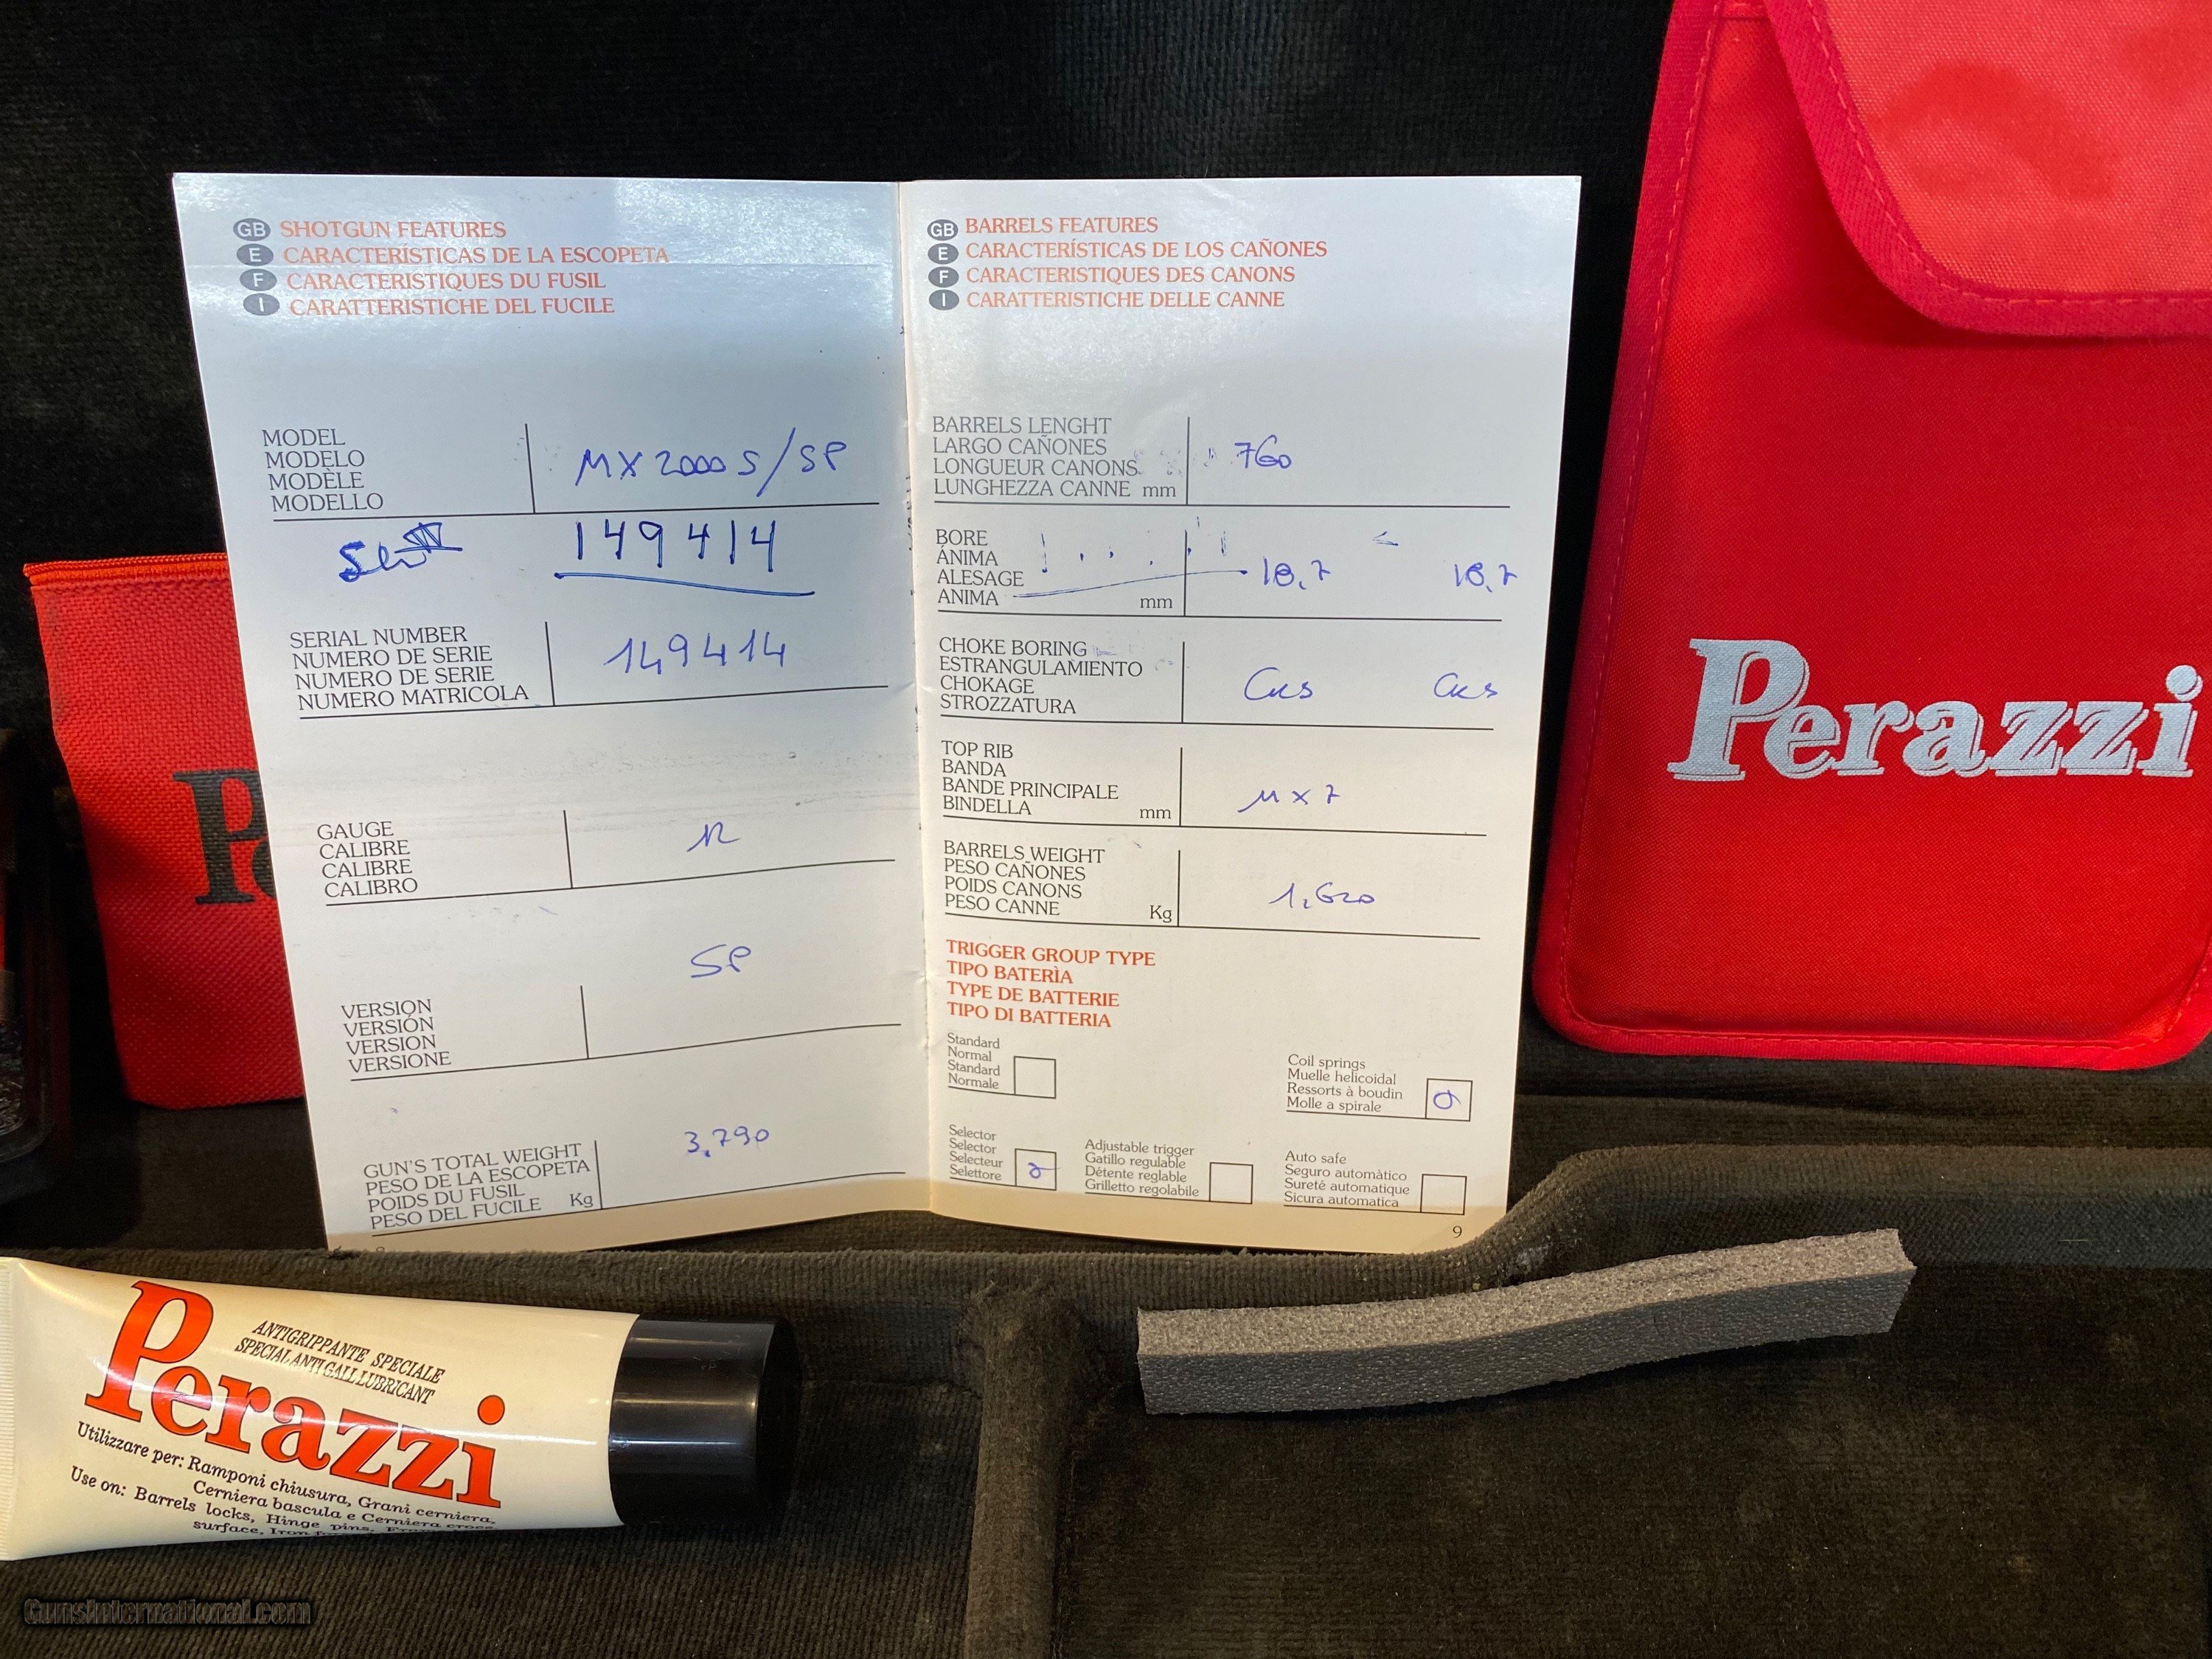 GB SHOTGUN FEATURES
E CARACTERÍSTICAS DE LA ESCOPETA
F CARACTERISTIQUES DU FUSIL
I CARATTERISTICHE DEL FUCILE
MODEL
MODELO
MODÈLE
MODELLO
MX2000S/SP
149414
SERIAL NUMBER
NUMERO DE SERIE
NUMERO DE SERIE
NUMERO MATRICOLA
149414
GAUGE
CALIBRE
CALIBRE
CALIBRO
12
VERSION
VERSIÓN
VERSION
VERSIONE
SP
GUN'S TOTAL WEIGHT
PESO DE LA ESCOPETA
POIDS DU FUSIL
PESO DEL FUCILE Kg
3,790
8
GB BARRELS FEATURES
E CARACTERÍSTICAS DE LOS CAÑONES
F CARACTERISTIQUES DES CANONS
I CARATTERISTICHE DELLE CANNE
BARRELS LENGHT
LARGO CAÑONES
LONGUEUR CANONS
LUNGHEZZA CANNE mm
760
BORE
ÁNIMA
ALESAGE
ANIMA mm
18,7 18,7
CHOKE BORING
ESTRANGULAMIENTO
CHOKAGE
STROZZATURA
TOP RIB
BANDA
BANDE PRINCIPALE
BINDELLA mm
MX7
BARRELS WEIGHT
PESO CAÑONES
POIDS CANONS
PESO CANNE Kg
1,620
TRIGGER GROUP TYPE
TIPO BATERÌA
TYPE DE BATTERIE
TIPO DI BATTERIA
Standard
Normal
Standard
Normale
Coil springs
Muelle helicoidal
Ressorts à boudin
Molle a spirale
Selector
Selector
Selecteur
Selettore
Adjustable trigger
Gatillo regulable
Détente reglable
Grilletto regolabile
Auto safe
Seguro automàtico
Sureté automatique
Sicura automatica
9
Perazzi
Perazzi
ANTIGRIPPANTE SPECIALE
SPECIAL ANTI GALL LUBRICANT
Utilizzare per: Ramponi chiusura, Grani cerniera,
Cerniera bascula e Cerniera croce
Use on: Barrels locks, Hinge pins,
surface, Iron
GunsInternational.com